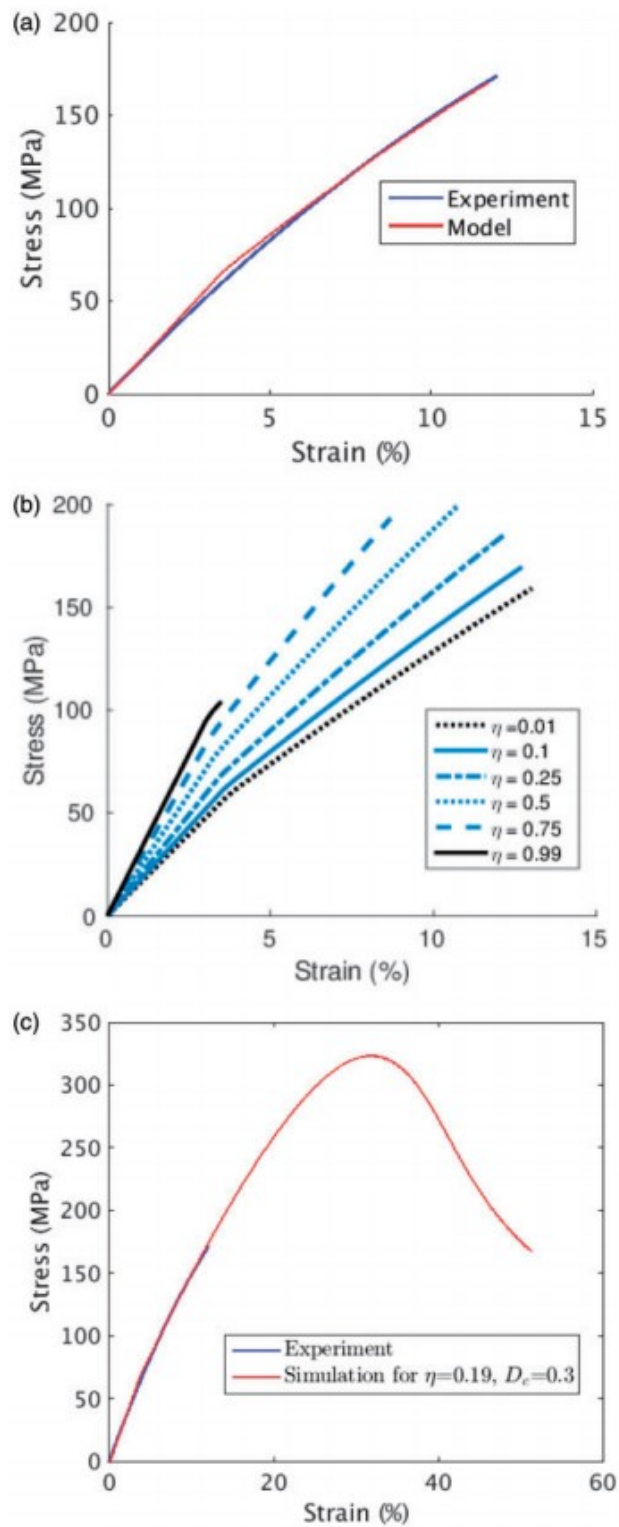 (a)
200
150
100
50
0
Stress (MPa)
Experiment
Model
0 5 10 15
Strain (%)
(b)
200
150
100
50
0
Stress (MPa)
η =0.01
η = 0.1
η = 0.25
η = 0.5
η = 0.75
η = 0.99
0 5 10 15
Strain (%)
(c)
350
300
250
200
150
100
50
0
Stress (MPa)
Experiment
Simulation for η=0.19, D_c=0.3
0 20 40 60
Strain (%)